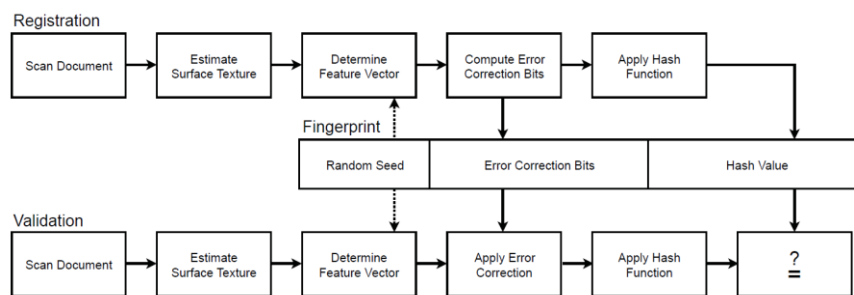 Registration
Scan Document
Estimate
Surface Texture
Determine
Feature Vector
Compute Error
Correction Bits
Apply Hash
Function
Fingerprint
Random Seed
Error Correction Bits
Hash Value
Validation
Scan Document
Estimate
Surface Texture
Determine
Feature Vector
Apply Error
Correction
Apply Hash
Function
?
=